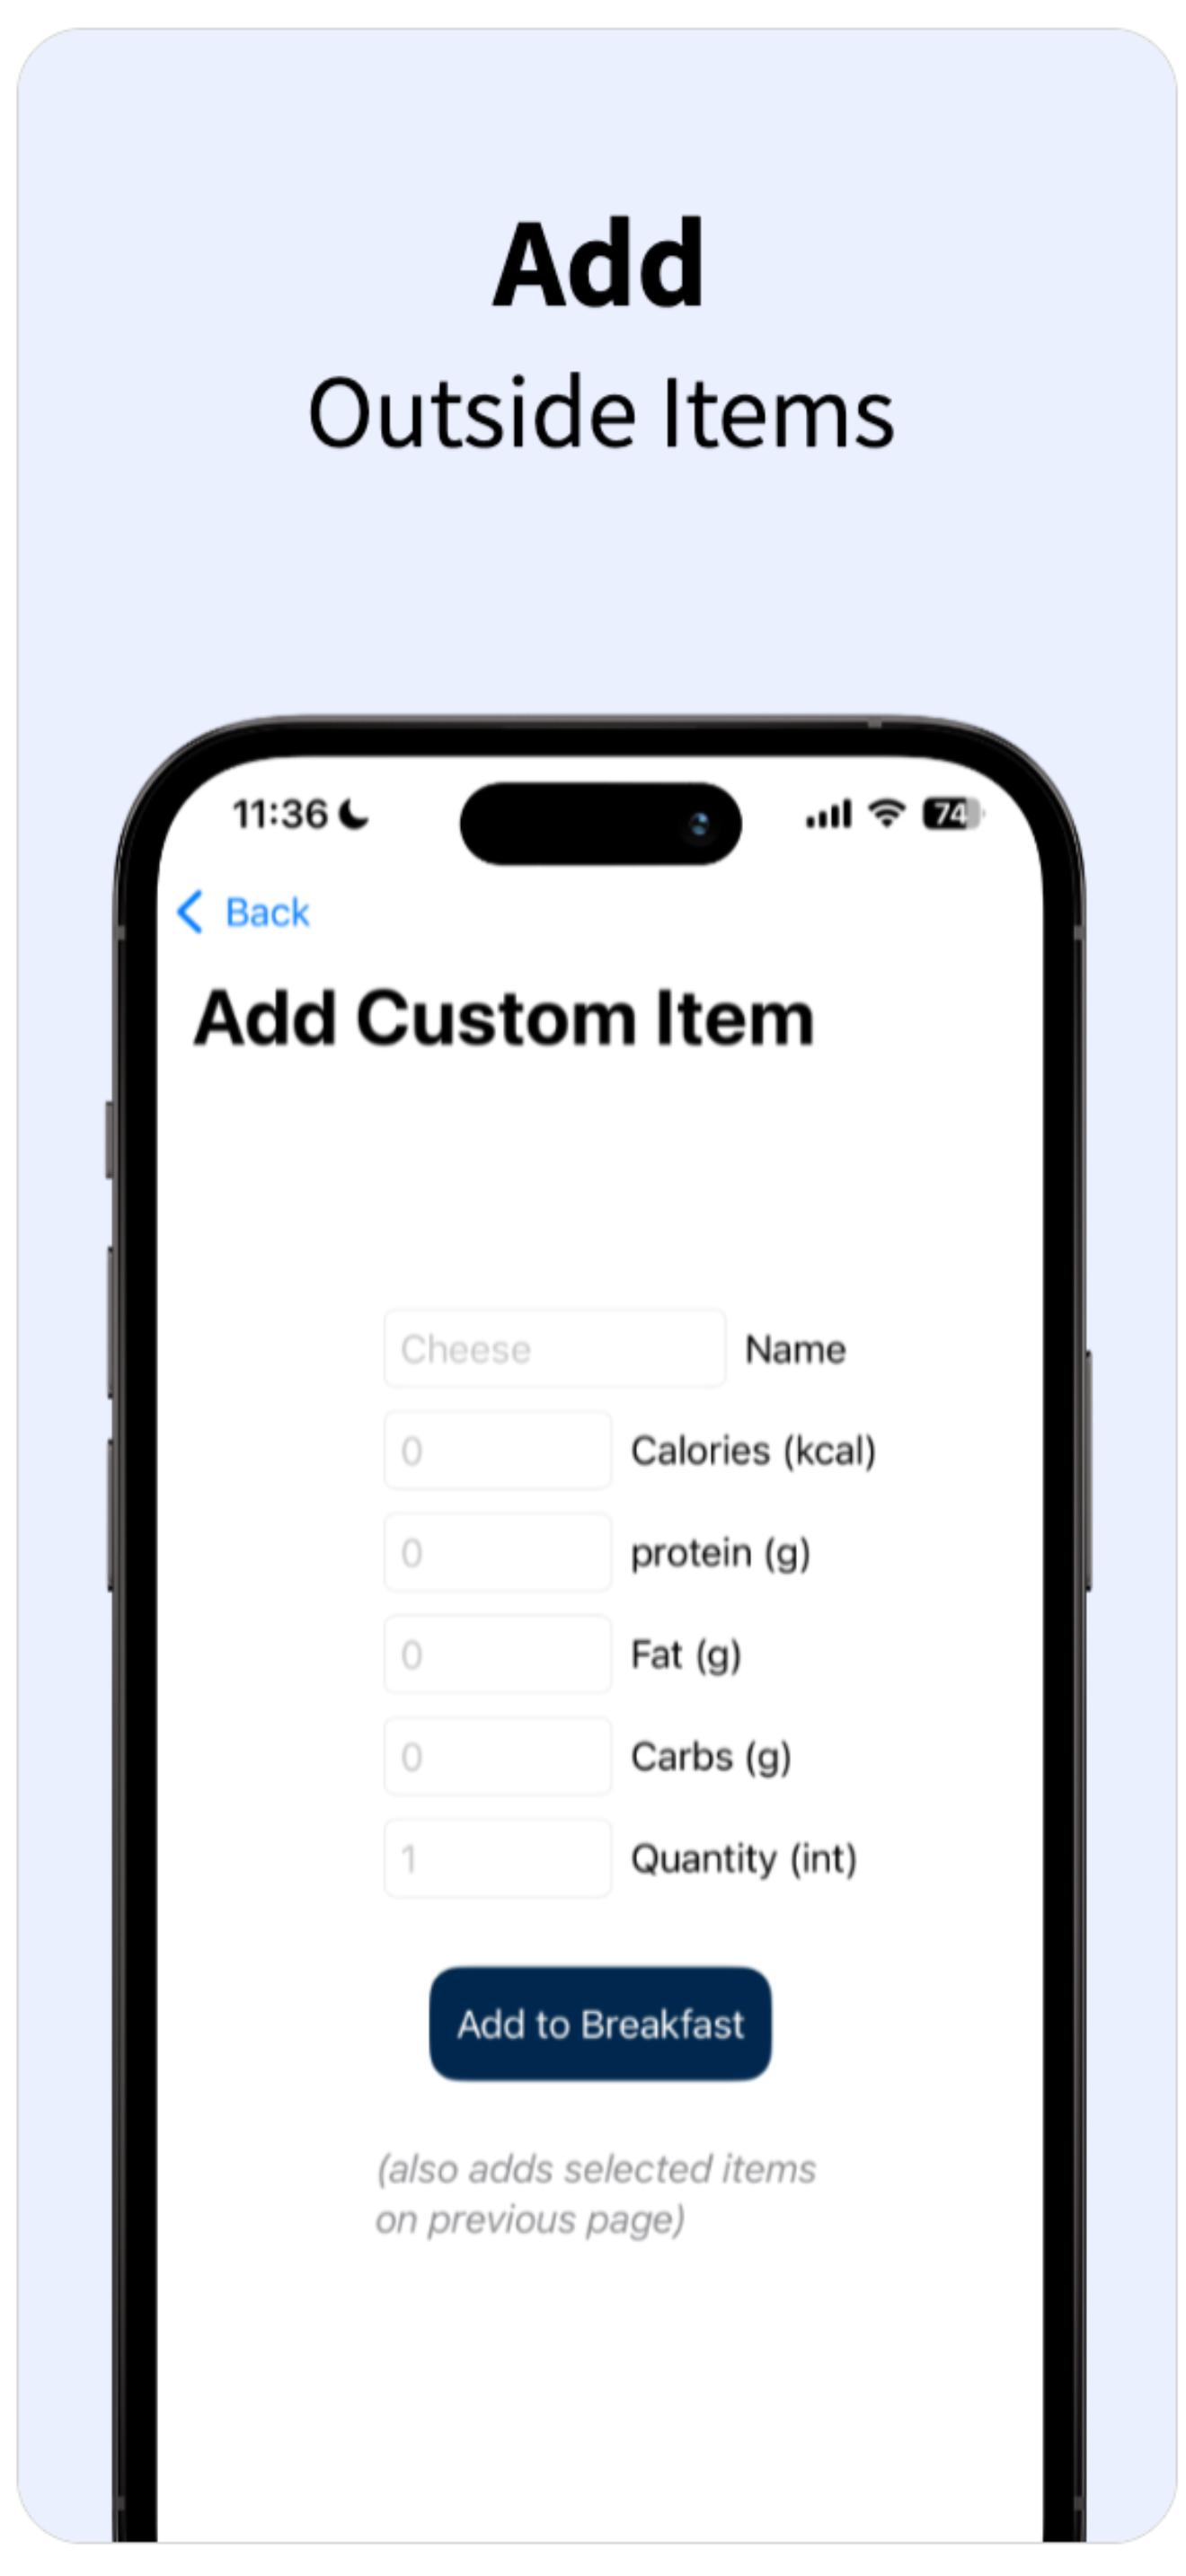 Add
Outside Items
11:36
74
Back
Add Custom Item
Cheese Name
0 Calories (kcal)
0 protein (g)
0 Fat (g)
0 Carbs (g)
1 Quantity (int)
Add to Breakfast
(also adds selected items
on previous page)